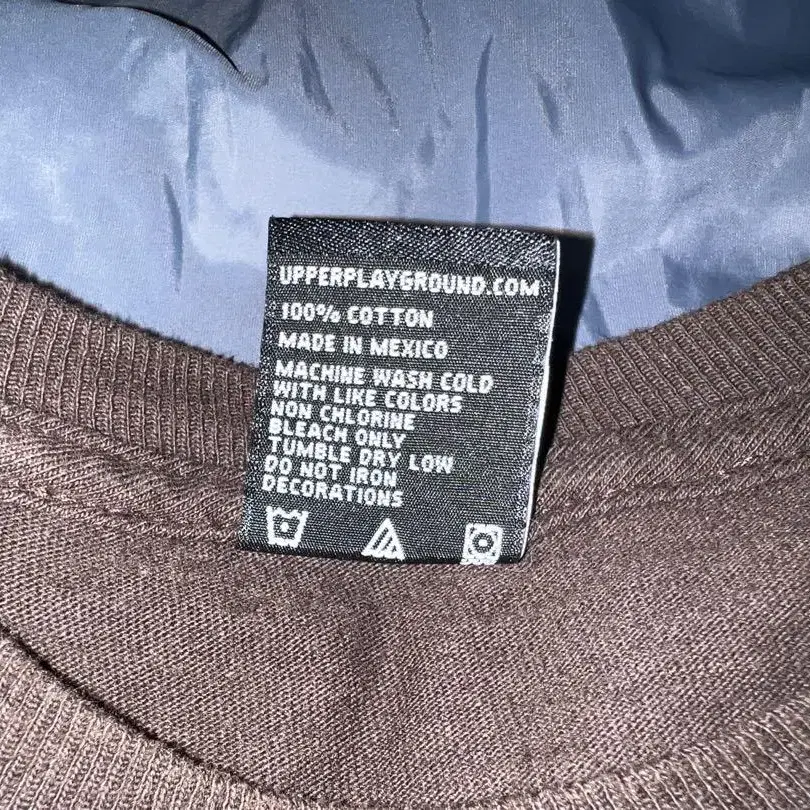 UPPERPLAYGROUND.COM
100% COTTON
MADE IN MEXICO
MACHINE WASH COLD
WITH LIKE COLORS
NON CHLORINE
BLEACH ONLY
TUMBLE DRY LOW
DO NOT IRON
DECORATIONS